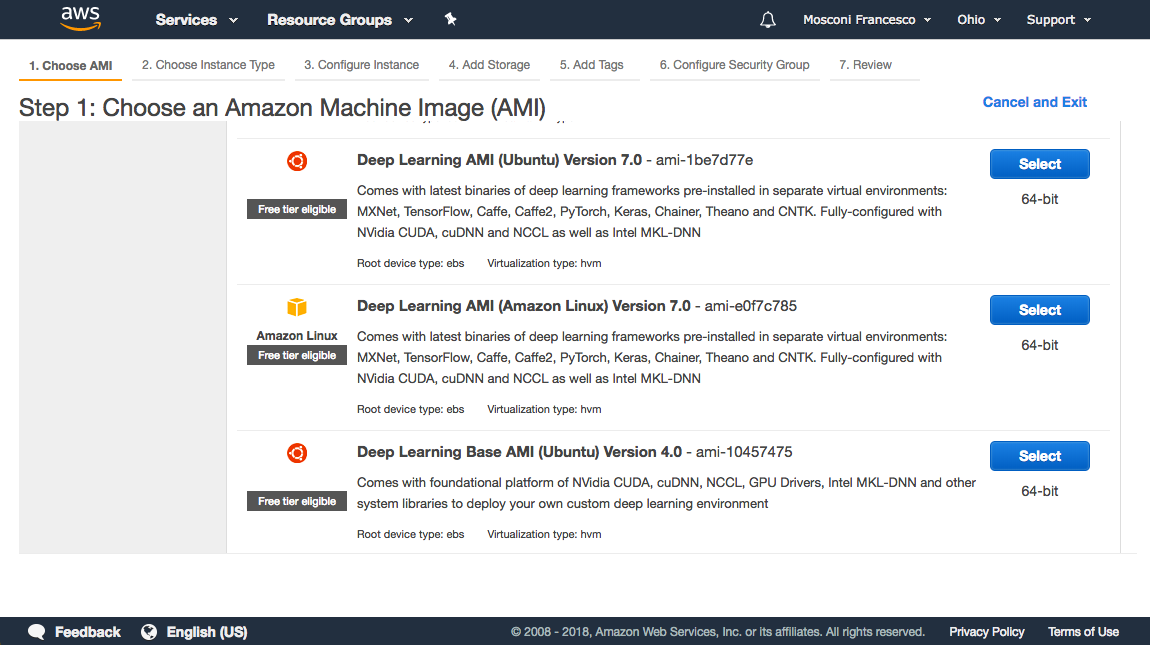 aws
Services Resource Groups Mosconi Francesco Ohio Support
1. Choose AMI 2. Choose Instance Type 3. Configure Instance 4. Add Storage 5. Add Tags 6. Configure Security Group 7. Review
Step 1: Choose an Amazon Machine Image (AMI)
Cancel and Exit
Deep Learning AMI (Ubuntu) Version 7.0 - ami-1be7d77e
Select
Free tier eligible
Comes with latest binaries of deep learning frameworks pre-installed in separate virtual environments:
MXNet, TensorFlow, Caffe, Caffe2, PyTorch, Keras, Chainer, Theano and CNTK. Fully-configured with
NVidia CUDA, cuDNN and NCCL as well as Intel MKL-DNN
64-bit
Root device type: ebs Virtualization type: hvm
Deep Learning AMI (Amazon Linux) Version 7.0 - ami-e0f7c785
Select
Amazon Linux
Free tier eligible
Comes with latest binaries of deep learning frameworks pre-installed in separate virtual environments:
MXNet, TensorFlow, Caffe, Caffe2, PyTorch, Keras, Chainer, Theano and CNTK. Fully-configured with
NVidia CUDA, cuDNN and NCCL as well as Intel MKL-DNN
64-bit
Root device type: ebs Virtualization type: hvm
Deep Learning Base AMI (Ubuntu) Version 4.0 - ami-10457475
Select
Free tier eligible
Comes with foundational platform of NVidia CUDA, cuDNN, NCCL, GPU Drivers, Intel MKL-DNN and other
system libraries to deploy your own custom deep learning environment
64-bit
Root device type: ebs Virtualization type: hvm
Feedback English (US) © 2008 - 2018, Amazon Web Services, Inc. or its affiliates. All rights reserved. Privacy Policy Terms of Use